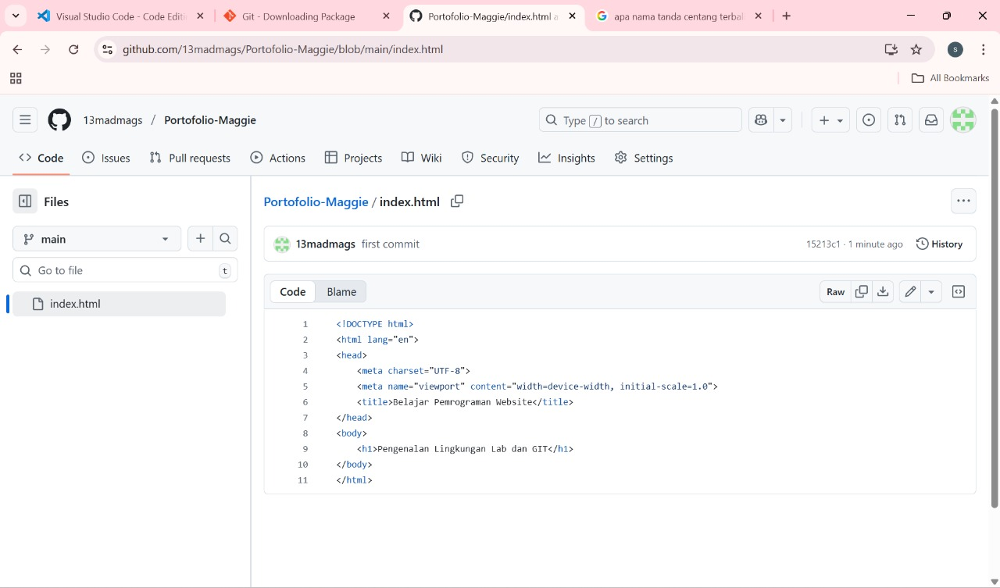 Visual Studio Code - Code Editi
Git - Downloading Package
Portofolio-Maggie/index.html a
apa nama tanda centang terbal
github.com/13madmags/Portofolio-Maggie/blob/main/index.html
S
All Bookmarks
13madmags / Portofolio-Maggie
Type / to search
Code
Issues
Pull requests
Actions
Projects
Wiki
Security
Insights
Settings
Files
main
Go to file
t
index.html
Portofolio-Maggie / index.html
13madmags first commit
15213c1 · 1 minute ago
History
Code
Blame
Raw
1 <!DOCTYPE html>
2 <html lang="en">
3 <head>
4 <meta charset="UTF-8">
5 <meta name="viewport" content="width=device-width, initial-scale=1.0">
6 <title>Belajar Pemrograman Website</title>
7 </head>
8 <body>
9 <h1>Pengenalan Lingkungan Lab dan GIT</h1>
10 </body>
11 </html>